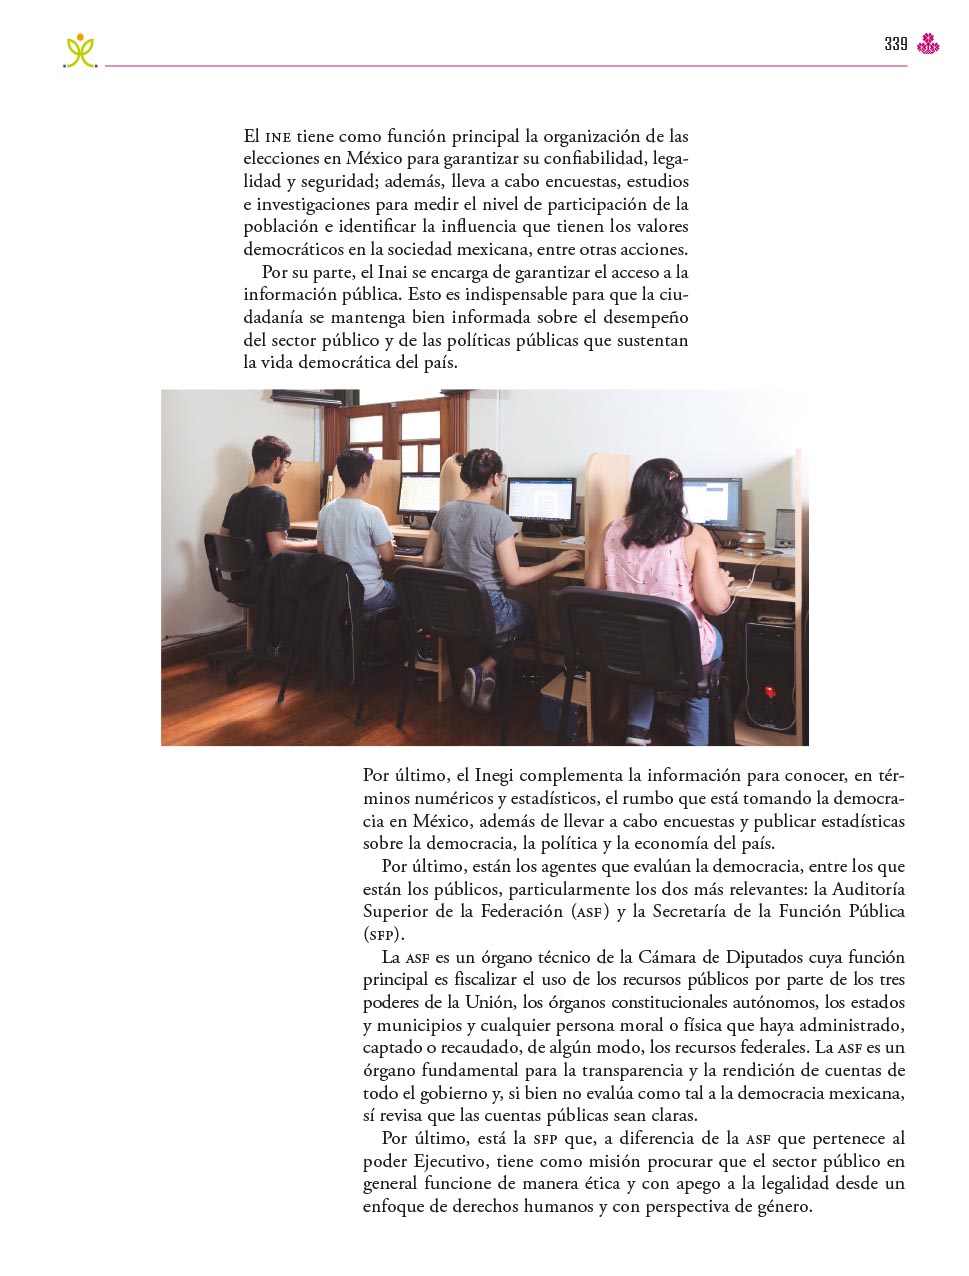 339
El INE tiene como función principal la organización de las
elecciones en México para garantizar su confiabilidad, lega-
lidad y seguridad; además, lleva a cabo encuestas, estudios
e investigaciones para medir el nivel de participación de la
población e identificar la influencia que tienen los valores
democráticos en la sociedad mexicana, entre otras acciones.
Por su parte, el Inai se encarga de garantizar el acceso a la
información pública. Esto es indispensable para que la ciu-
dadanía se mantenga bien informada sobre el desempeño
del sector público y de las políticas públicas que sustentan
la vida democrática del país.
Por último, el Inegi complementa la información para conocer, en tér-
minos numéricos y estadísticos, el rumbo que está tomando la democra-
cia en México, además de llevar a cabo encuestas y publicar estadísticas
sobre la democracia, la política y la economía del país.
Por último, están los agentes que evalúan la democracia, entre los que
están los públicos, particularmente los dos más relevantes: la Auditoría
Superior de la Federación (ASF) y la Secretaría de la Función Pública
(SFP).
La ASF es un órgano técnico de la Cámara de Diputados cuya función
principal es fiscalizar el uso de los recursos públicos por parte de los tres
poderes de la Unión, los órganos constitucionales autónomos, los estados
y municipios y cualquier persona moral o física que haya administrado,
captado o recaudado, de algún modo, los recursos federales. La ASF es un
órgano fundamental para la transparencia y la rendición de cuentas de
todo el gobierno y, si bien no evalúa como tal a la democracia mexicana,
sí revisa que las cuentas públicas sean claras.
Por último, está la SFP que, a diferencia de la ASF que pertenece al
poder Ejecutivo, tiene como misión procurar que el sector público en
general funcione de manera ética y con apego a la legalidad desde un
enfoque de derechos humanos y con perspectiva de género.